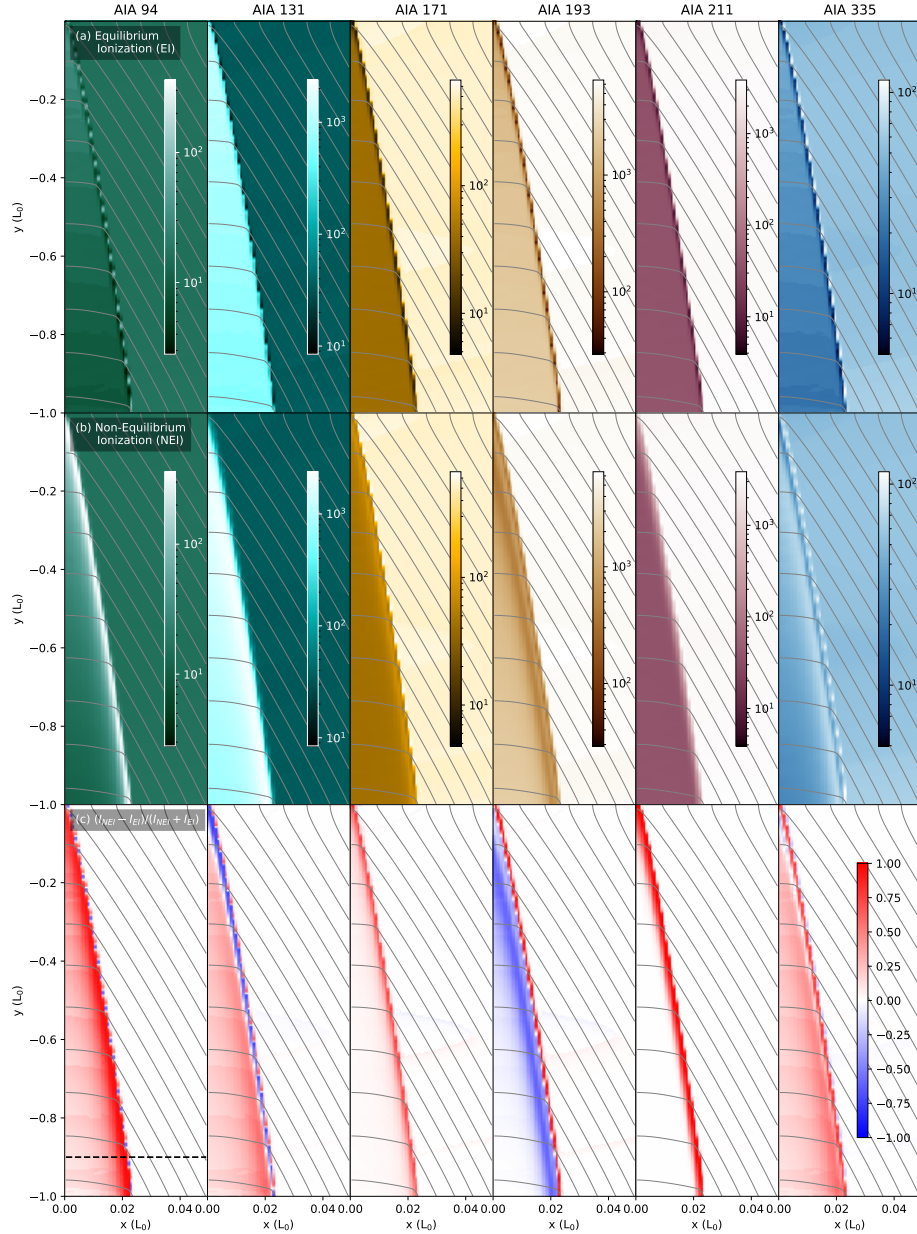 AIA 94 AIA 131 AIA 171 AIA 193 AIA 211 AIA 335
(a) Equilibrium
Ionization (EI)
10² 10¹
10³ 10² 10¹
10² 10¹
10³ 10²
10³ 10² 10¹
10² 10¹
y (L₀)
−0.2
−0.4
−0.6
−0.8
−1.0
(b) Non-Equilibrium
Ionization (NEI)
10² 10¹
10³ 10² 10¹
10² 10¹
10³ 10²
10³ 10² 10¹
10² 10¹
y (L₀)
−0.2
−0.4
−0.6
−0.8
−1.0
(c) (I_NEI − I_EI)/(I_NEI + I_EI)
y (L₀)
−0.2
−0.4
−0.6
−0.8
−1.0
1.00
0.75
0.50
0.25
0.00
−0.25
−0.50
−0.75
−1.00
0.00 0.02 0.04 0.00 0.02 0.04 0.00 0.02 0.04 0.00 0.02 0.04 0.00 0.02 0.04 0.00 0.02 0.04
x (L₀) x (L₀) x (L₀) x (L₀) x (L₀) x (L₀)